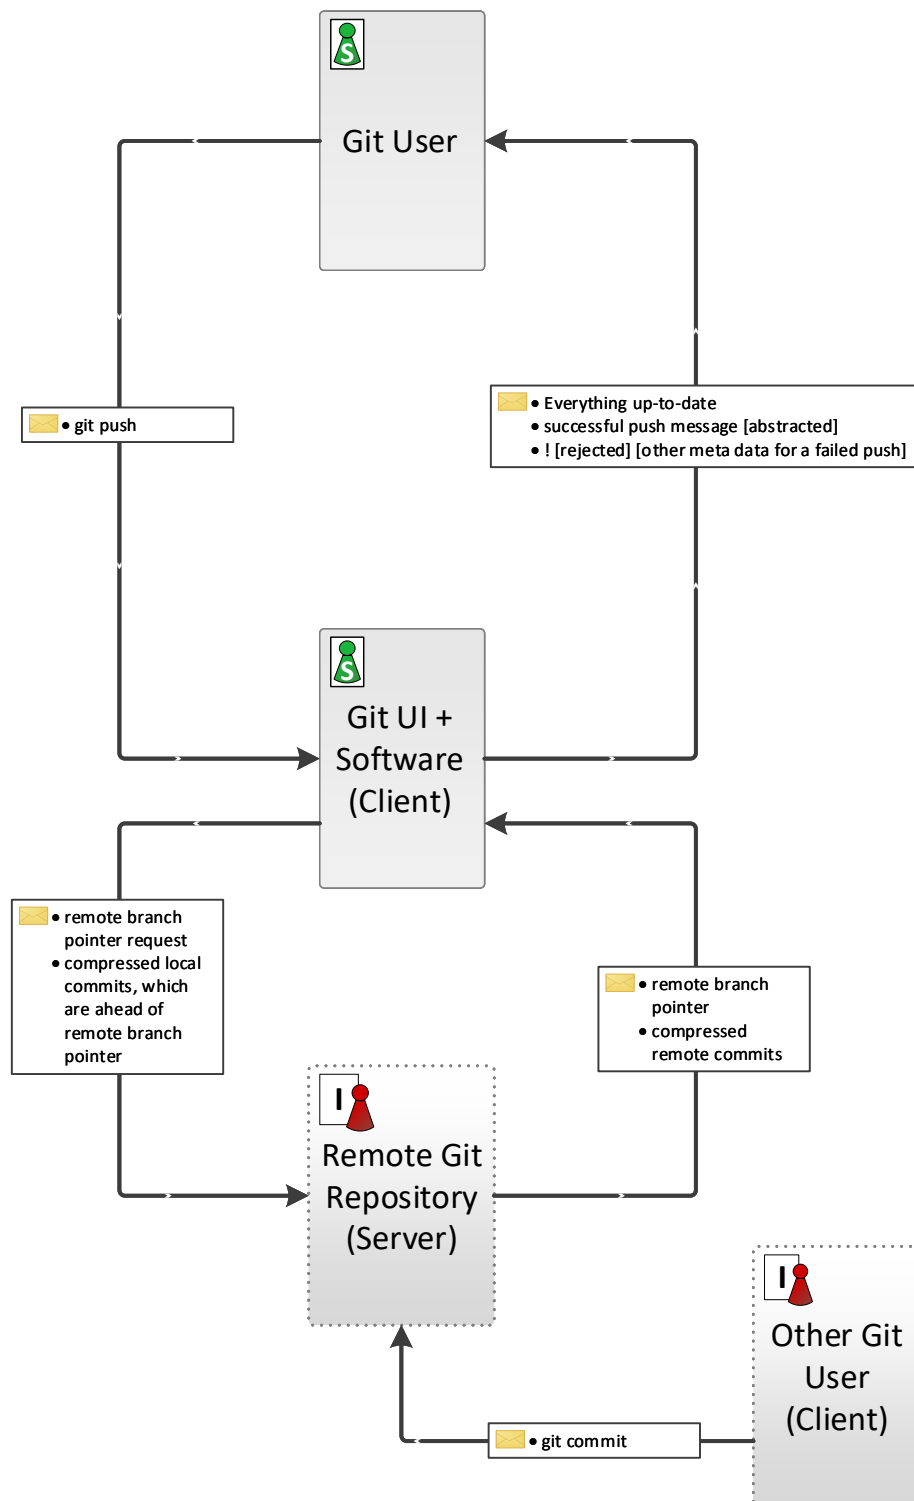 S
Git User
• git push
• Everything up-to-date
• successful push message [abstracted]
• ! [rejected] [other meta data for a failed push]
S
Git UI +
Software
(Client)
• remote branch
pointer request
• compressed local
commits, which
are ahead of
remote branch
pointer
• remote branch
pointer
• compressed
remote commits
I
Remote Git
Repository
(Server)
I
Other Git
User
(Client)
• git commit